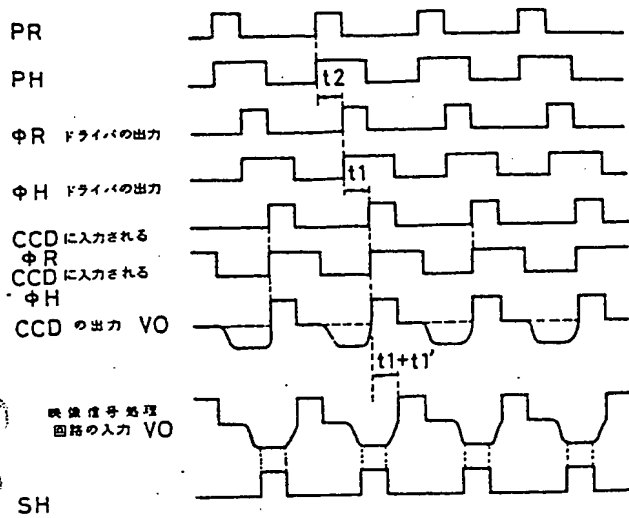 PR
PH
t2
ΦR ドライバの出力
t1
ΦH ドライバの出力
CCDに入力される
ΦR
CCDに入力される
ΦH
CCDの出力 VO
t1+t1'
映像信号処理
回路の入力 VO
SH